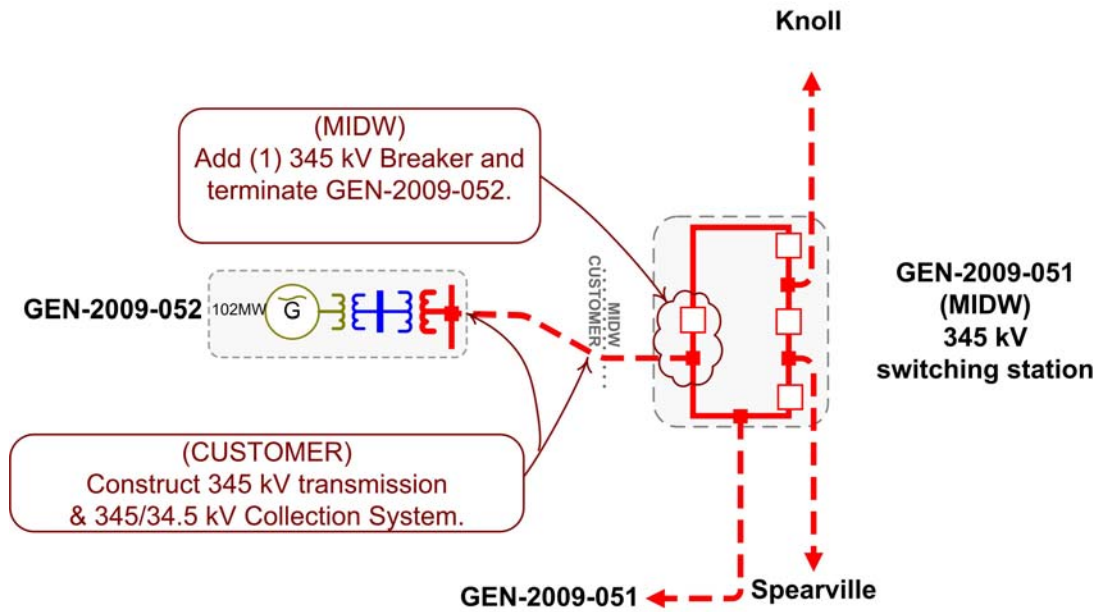 Knoll
(MIDW)
Add (1) 345 kV Breaker and
terminate GEN-2009-052.
GEN-2009-052
102MW
G
CUSTOMER
MIDW
GEN-2009-051
(MIDW)
345 kV
switching station
(CUSTOMER)
Construct 345 kV transmission
& 345/34.5 kV Collection System.
GEN-2009-051
Spearville